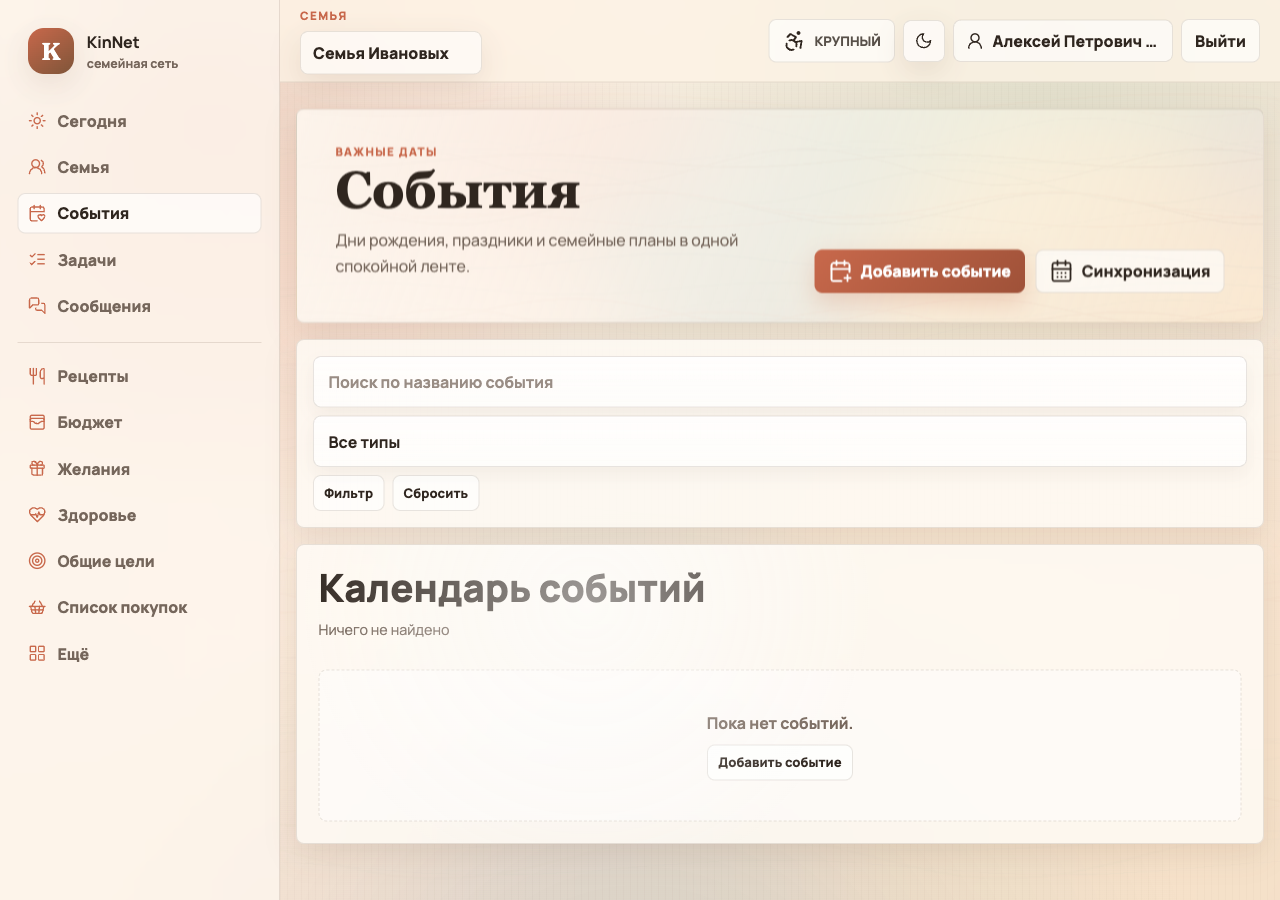 K
KinNet
семейная сеть
Сегодня
Семья
События
Задачи
Сообщения
Рецепты
Бюджет
Желания
Здоровье
Общие цели
Список покупок
Ещё
СЕМЬЯ
Семья Ивановых
КРУПНЫЙ
Алексей Петрович …
Выйти
ВАЖНЫЕ ДАТЫ
События
Дни рождения, праздники и семейные планы в одной
спокойной ленте.
Добавить событие
Синхронизация
Поиск по названию события
Все типы
Фильтр
Сбросить
Календарь событий
Ничего не найдено
Пока нет событий.
Добавить событие